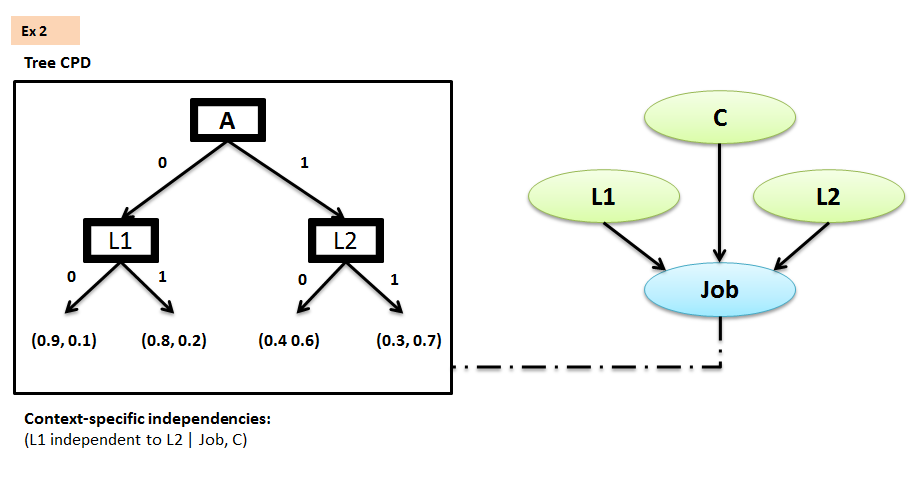 Ex 2
Tree CPD
A
0 1
L1 L2
0 1 0 1
(0.9, 0.1) (0.8, 0.2) (0.4 0.6) (0.3, 0.7)
C
L1 L2
Job
Context-specific independencies:
(L1 independent to L2 | Job, C)